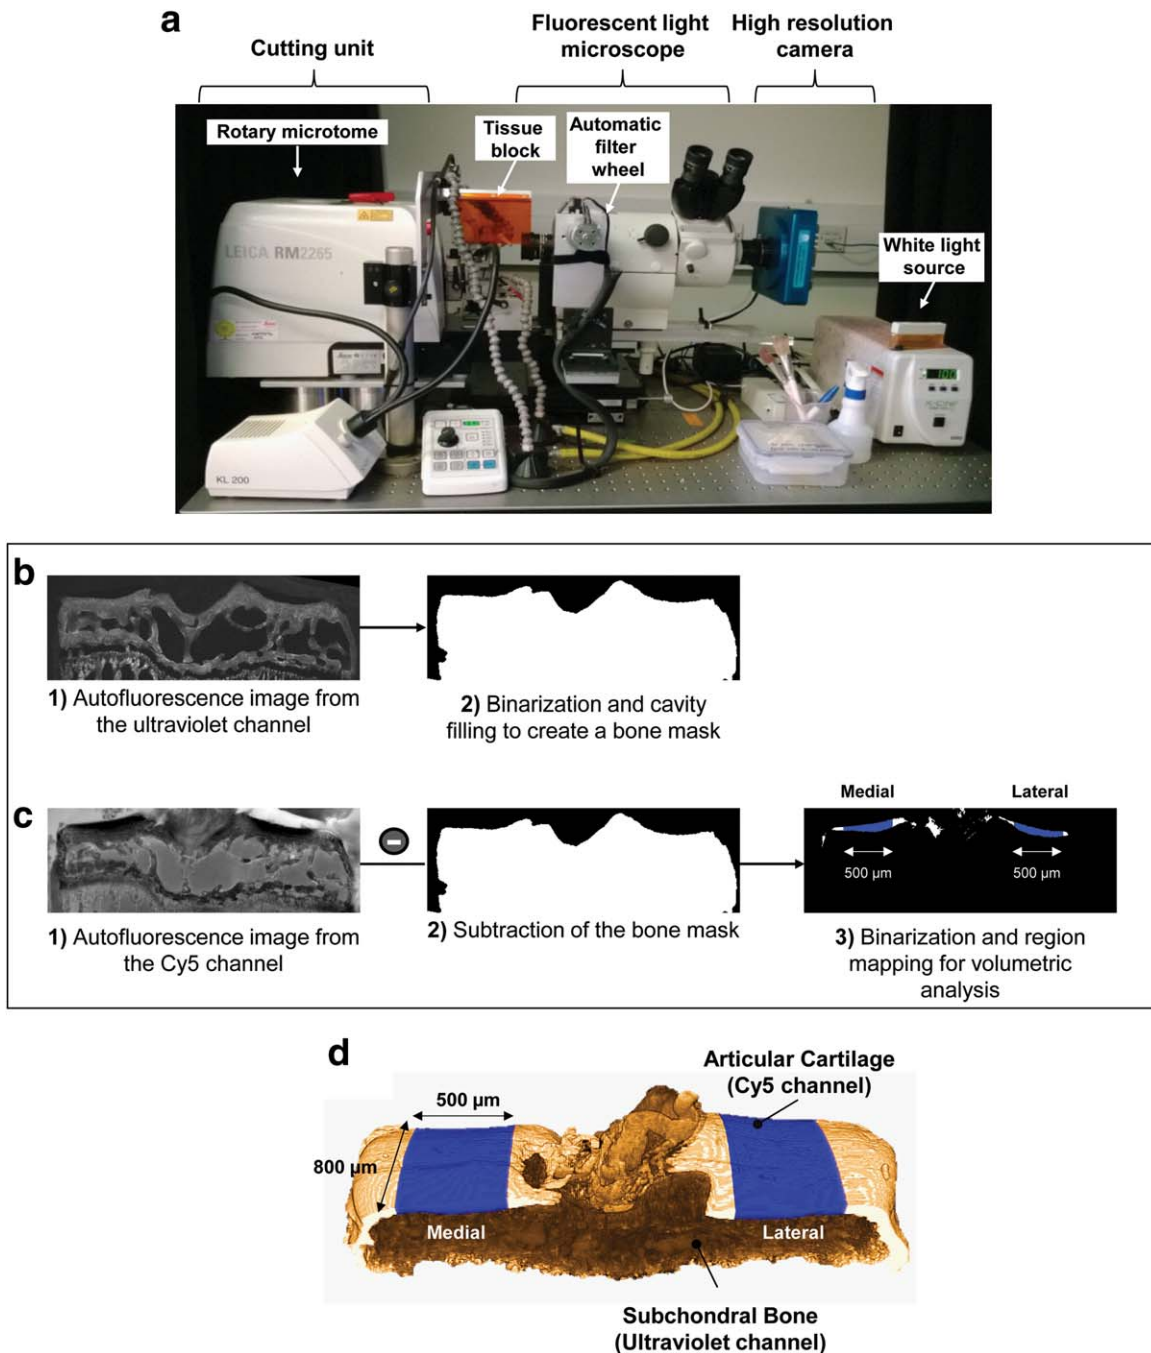 a
Cutting unit
Fluorescent light
microscope
High resolution
camera
Rotary microtome
Tissue
block
Automatic
filter
wheel
White light
source
LEICA RM2265
KL 200
100
b
1) Autofluorescence image from
the ultraviolet channel
2) Binarization and cavity
filling to create a bone mask
c
Medial
Lateral
500 µm
500 µm
1) Autofluorescence image from
the Cy5 channel
2) Subtraction of the bone mask
3) Binarization and region
mapping for volumetric
analysis
d
Articular Cartilage
(Cy5 channel)
500 µm
800 µm
Medial
Lateral
Subchondral Bone
(Ultraviolet channel)